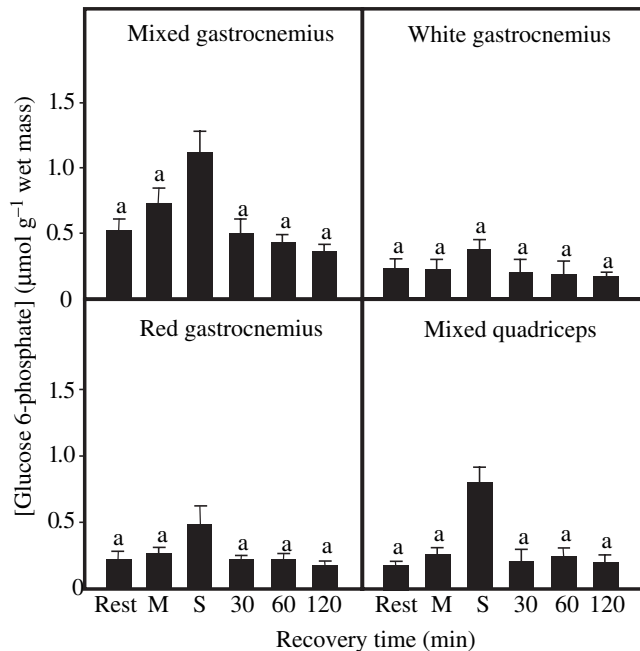 Mixed gastrocnemius
White gastrocnemius
[Glucose 6-phosphate] (μmol g⁻¹ wet mass)
1.5
1.0
0.5
0
a a a a a
a a a a a a
Red gastrocnemius
Mixed quadriceps
1.5
1.0
0.5
0
a a a a a
a a a a a
Rest M S 30 60 120 Rest M S 30 60 120
Recovery time (min)